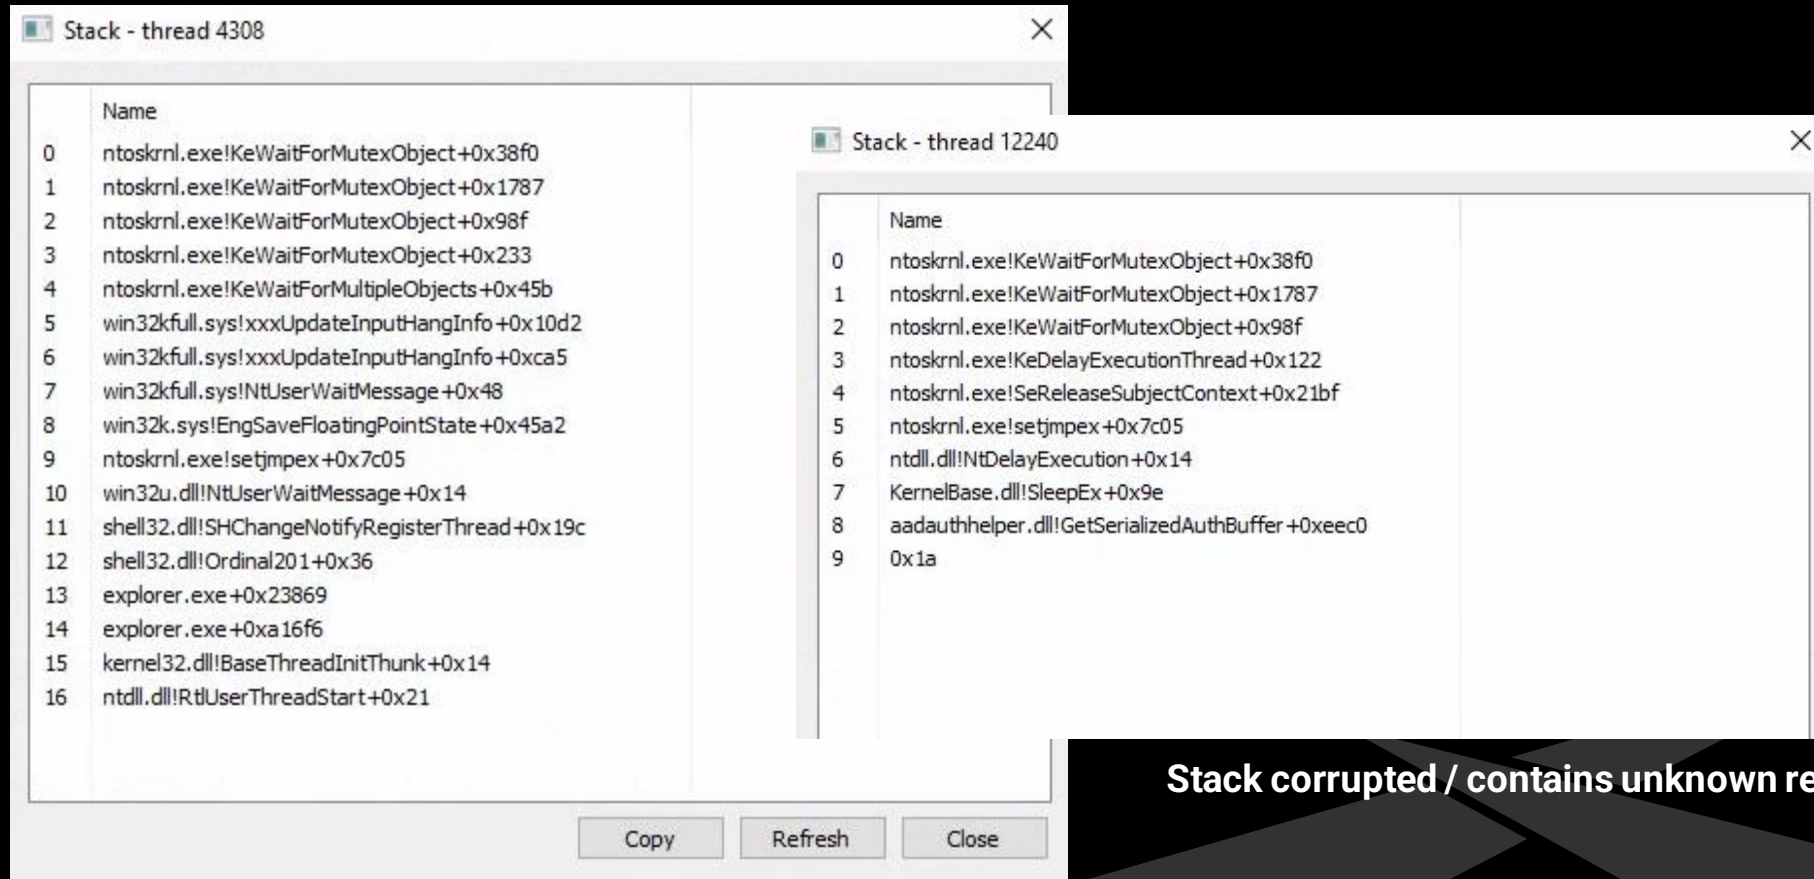 Stack - thread 4308
Name
0 ntoskrnl.exe!KeWaitForMutexObject+0x38f0
1 ntoskrnl.exe!KeWaitForMutexObject+0x1787
2 ntoskrnl.exe!KeWaitForMutexObject+0x98f
3 ntoskrnl.exe!KeWaitForMutexObject+0x233
4 ntoskrnl.exe!KeWaitForMultipleObjects+0x45b
5 win32kfull.sys!xxxUpdateInputHangInfo+0x10d2
6 win32kfull.sys!xxxUpdateInputHangInfo+0xca5
7 win32kfull.sys!NtUserWaitMessage+0x48
8 win32k.sys!EngSaveFloatingPointState+0x45a2
9 ntoskrnl.exe!setjmpex+0x7c05
10 win32u.dll!NtUserWaitMessage+0x14
11 shell32.dll!SHChangeNotifyRegisterThread+0x19c
12 shell32.dll!Ordinal201+0x36
13 explorer.exe+0x23869
14 explorer.exe+0xa16f6
15 kernel32.dll!BaseThreadInitThunk+0x14
16 ntdll.dll!RtlUserThreadStart+0x21
Copy Refresh Close
Stack - thread 12240
Name
0 ntoskrnl.exe!KeWaitForMutexObject+0x38f0
1 ntoskrnl.exe!KeWaitForMutexObject+0x1787
2 ntoskrnl.exe!KeWaitForMutexObject+0x98f
3 ntoskrnl.exe!KeDelayExecutionThread+0x122
4 ntoskrnl.exe!SeReleaseSubjectContext+0x21bf
5 ntoskrnl.exe!setjmpex+0x7c05
6 ntdll.dll!NtDelayExecution+0x14
7 KernelBase.dll!SleepEx+0x9e
8 aadauthhelper.dll!GetSerializedAuthBuffer+0xeec0
9 0x1a
Stack corrupted / contains unknown re